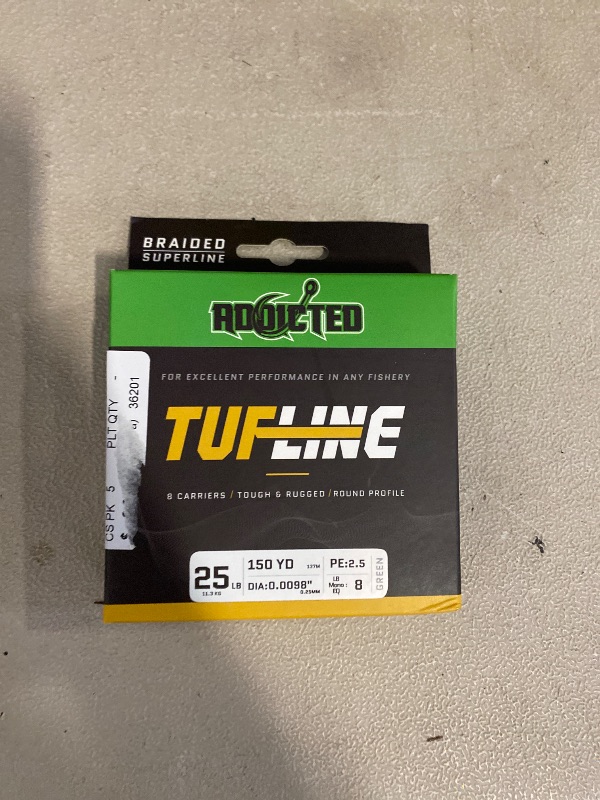 BRAIDED
SUPERLINE
ADDICTED
FOR EXCELLENT PERFORMANCE IN ANY FISHERY
TUFLINE
8 CARRIERS / TOUGH & RUGGED / ROUND PROFILE
25 LB
11.3 KG
150 YD 137M
DIA:0.0098"
0.25MM
PE:2.5
LB Mono: EQ 8
GREEN
CS PK 5 PLT QTY -
a) 36201